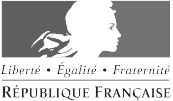 Liberté • Égalité • Fraternité
RÉPUBLIQUE FRANÇAISE